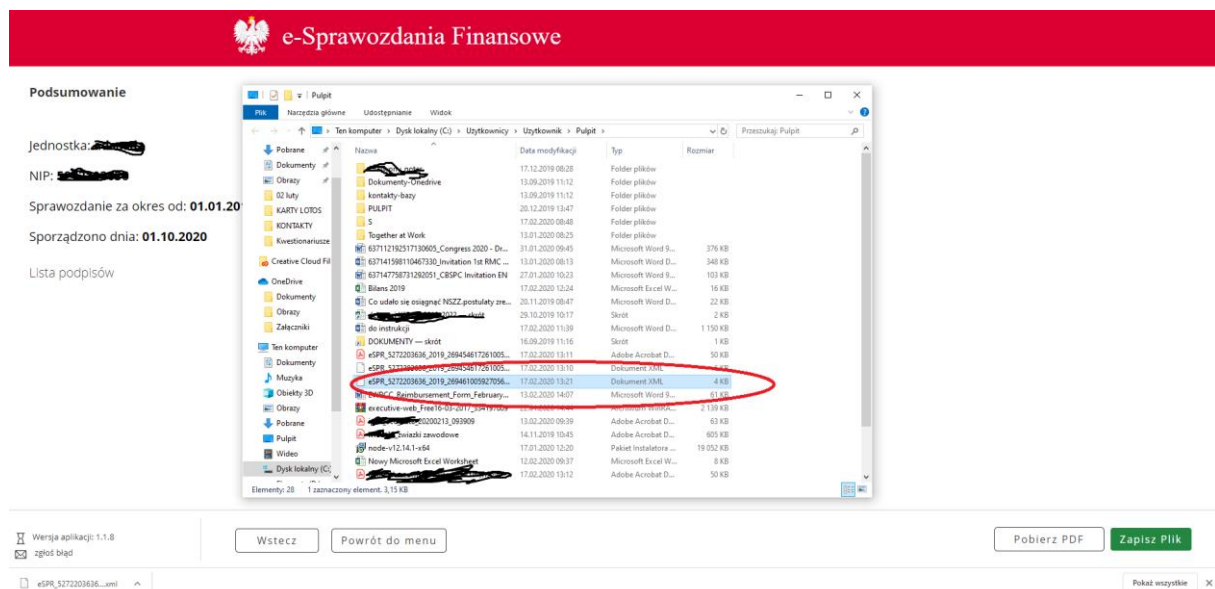 e-Sprawozdania Finansowe
Podsumowanie
Jednostka:
NIP:
Sprawozdanie za okres od: 01.01.20
Sporządzono dnia: 01.10.2020
Lista podpisów
Pulpit
Plik Narzędzia główne Udostępnianie Widok
Ten komputer > Dysk lokalny (C:) > Użytkownicy > Użytkownik > Pulpit >
Przeszukaj: Pulpit
Pobrane
Dokumenty
Obrazy
02 luty
KARTY LOTOS
KONTAKTY
Kwestionariusze
Creative Cloud Fil
OneDrive
Dokumenty
Obrazy
Załączniki
Ten komputer
Dokumenty
Muzyka
Obiekty 3D
Obrazy
Pobrane
Pulpit
Wideo
Dysk lokalny (C:)
Nazwa Data modyfikacji Typ Rozmiar
17.12.2019 08:28 Folder plików
Dokumenty-Onedrive 13.09.2019 11:12 Folder plików
kontakty-bazy 13.09.2019 11:12 Folder plików
PULPIT 20.12.2019 13:47 Folder plików
S 17.02.2020 08:48 Folder plików
Together at Work 13.01.2020 08:25 Folder plików
637112192517130605_Congress 2020 - Dr... 31.01.2020 09:45 Microsoft Word 9... 376 KB
637141598110467330_Invitation 1st RMC ... 13.01.2020 08:13 Microsoft Word D... 348 KB
637147758731292051_CBSPC Invitation EN 27.01.2020 10:23 Microsoft Word 9... 103 KB
Bilans 2019 17.02.2020 12:24 Microsoft Excel W... 16 KB
Co udało się osiągnąć NSZZ.postulaty zre... 20.11.2019 08:47 Microsoft Word D... 22 KB
2022 — skrót 29.10.2019 10:17 Skrót 2 KB
do instrukcji 17.02.2020 11:39 Microsoft Word D... 1 150 KB
DOKUMENTY — skrót 16.09.2019 11:16 Skrót 1 KB
eSPR_5272203636_2019_269454617261005... 17.02.2020 13:11 Adobe Acrobat D... 50 KB
eSPR_5272203636_2019_269454617261005... 17.02.2020 13:10 Dokument XML
eSPR_5272203636_2019_269461005927056... 17.02.2020 13:21 Dokument XML 4 KB
Reimbursement_Form_February... 13.02.2020 14:07 Microsoft Word 9... 61 KB
executive-web_Free16-03-2017_354197009 2 139 KB
20200213_093909 13.02.2020 09:39 Adobe Acrobat D... 63 KB
związki zawodowe 14.11.2019 10:45 Adobe Acrobat D... 605 KB
node-v12.14.1-x64 17.01.2020 12:20 Pakiet Instalatora ... 19 052 KB
Nowy Microsoft Excel Worksheet 12.02.2020 09:37 Microsoft Excel W... 8 KB
17.02.2020 13:12 Adobe Acrobat D... 50 KB
Elementy: 28 1 zaznaczony element. 3,15 KB
Wersja aplikacji: 1.1.8
zgłoś błąd
Wstecz
Powrót do menu
Pobierz PDF
Zapisz Plik
eSPR_5272203636....xml
Pokaż wszystkie